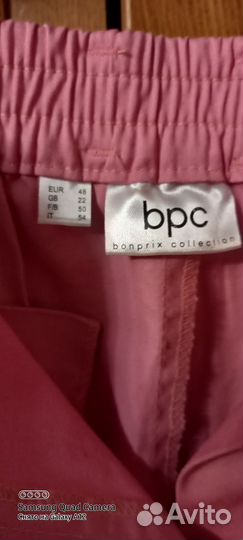 EUR 48
GB 22
F/B 50
IT 54
bpc
bonprix collection
Samsung Quad Camera
Снято на Galaxy A12
Avito